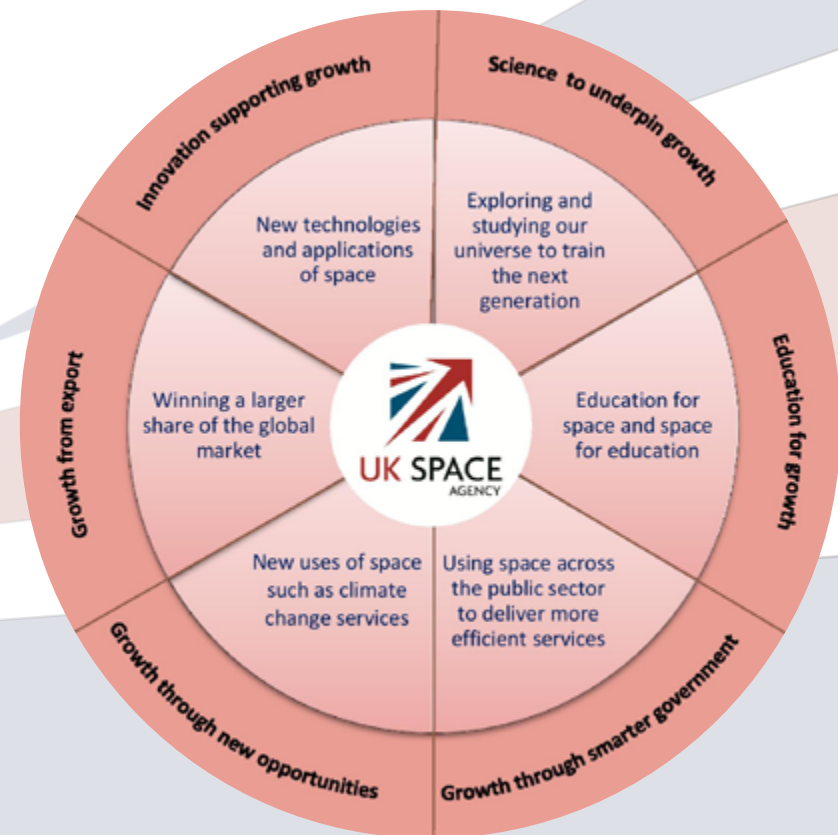 Innovation supporting growth
New technologies
and applications
of space
Science to underpin growth
Exploring and
studying our
universe to train
the next
generation
Education for growth
Education for
space and space
for education
Growth through smarter government
Using space across
the public sector
to deliver more
efficient services
Growth through new opportunities
New uses of space
such as climate
change services
Growth from export
Winning a larger
share of the global
market
UK SPACE
AGENCY